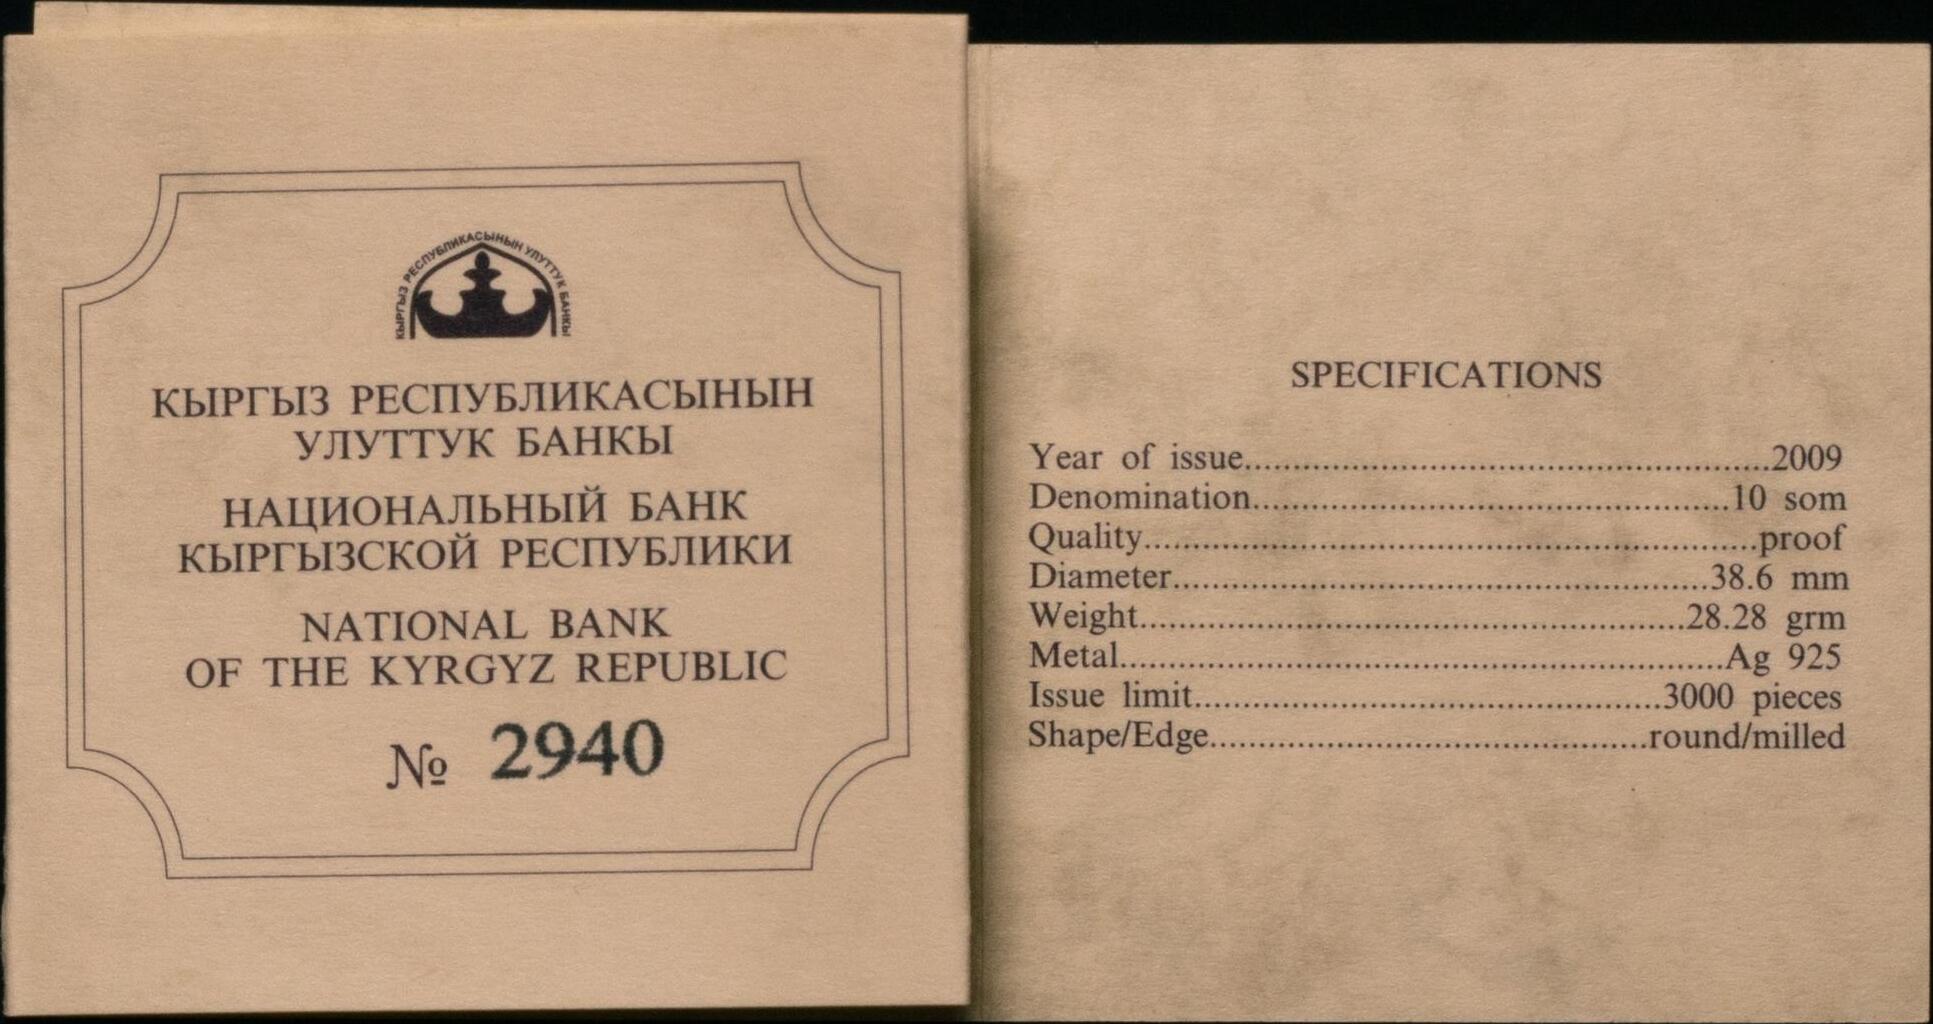 КЫРГЫЗ РЕСПУБЛИКАСЫНЫН УЛУТТУК БАНКЫ
КЫРГЫЗ РЕСПУБЛИКАСЫНЫН
УЛУТТУК БАНКЫ
НАЦИОНАЛЬНЫЙ БАНК
КЫРГЫЗСКОЙ РЕСПУБЛИКИ
NATIONAL BANK
OF THE KYRGYZ REPUBLIC
№ 2940
SPECIFICATIONS
Year of issue......................................................2009
Denomination.................................................10 som
Quality...............................................................proof
Diameter.......................................................38.6 mm
Weight........................................................28.28 grm
Metal..............................................................Ag 925
Issue limit................................................3000 pieces
Shape/Edge.............................................round/milled